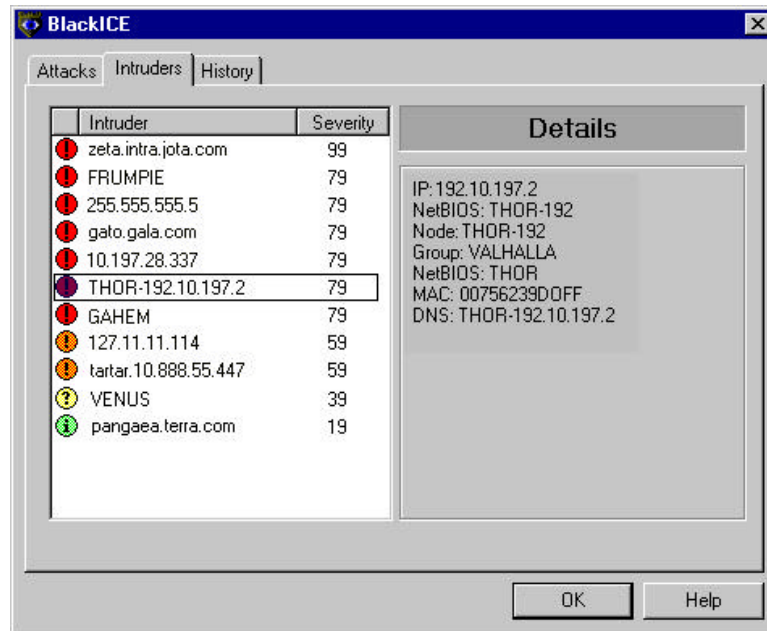 BlackICE
Attacks Intruders History
Intruder Severity
zeta.intra.jota.com 99
FRUMPIE 79
255.555.555.5 79
gato.gala.com 79
10.197.28.337 79
THOR-192.10.197.2 79
GAHEM 79
127.11.11.114 59
tartar.10.888.55.447 59
VENUS 39
pangaea.terra.com 19
Details
IP: 192.10.197.2
NetBIOS: THOR-192
Node: THOR-192
Group: VALHALLA
NetBIOS: THOR
MAC: 00756239DOFF
DNS: THOR-192.10.197.2
OK Help